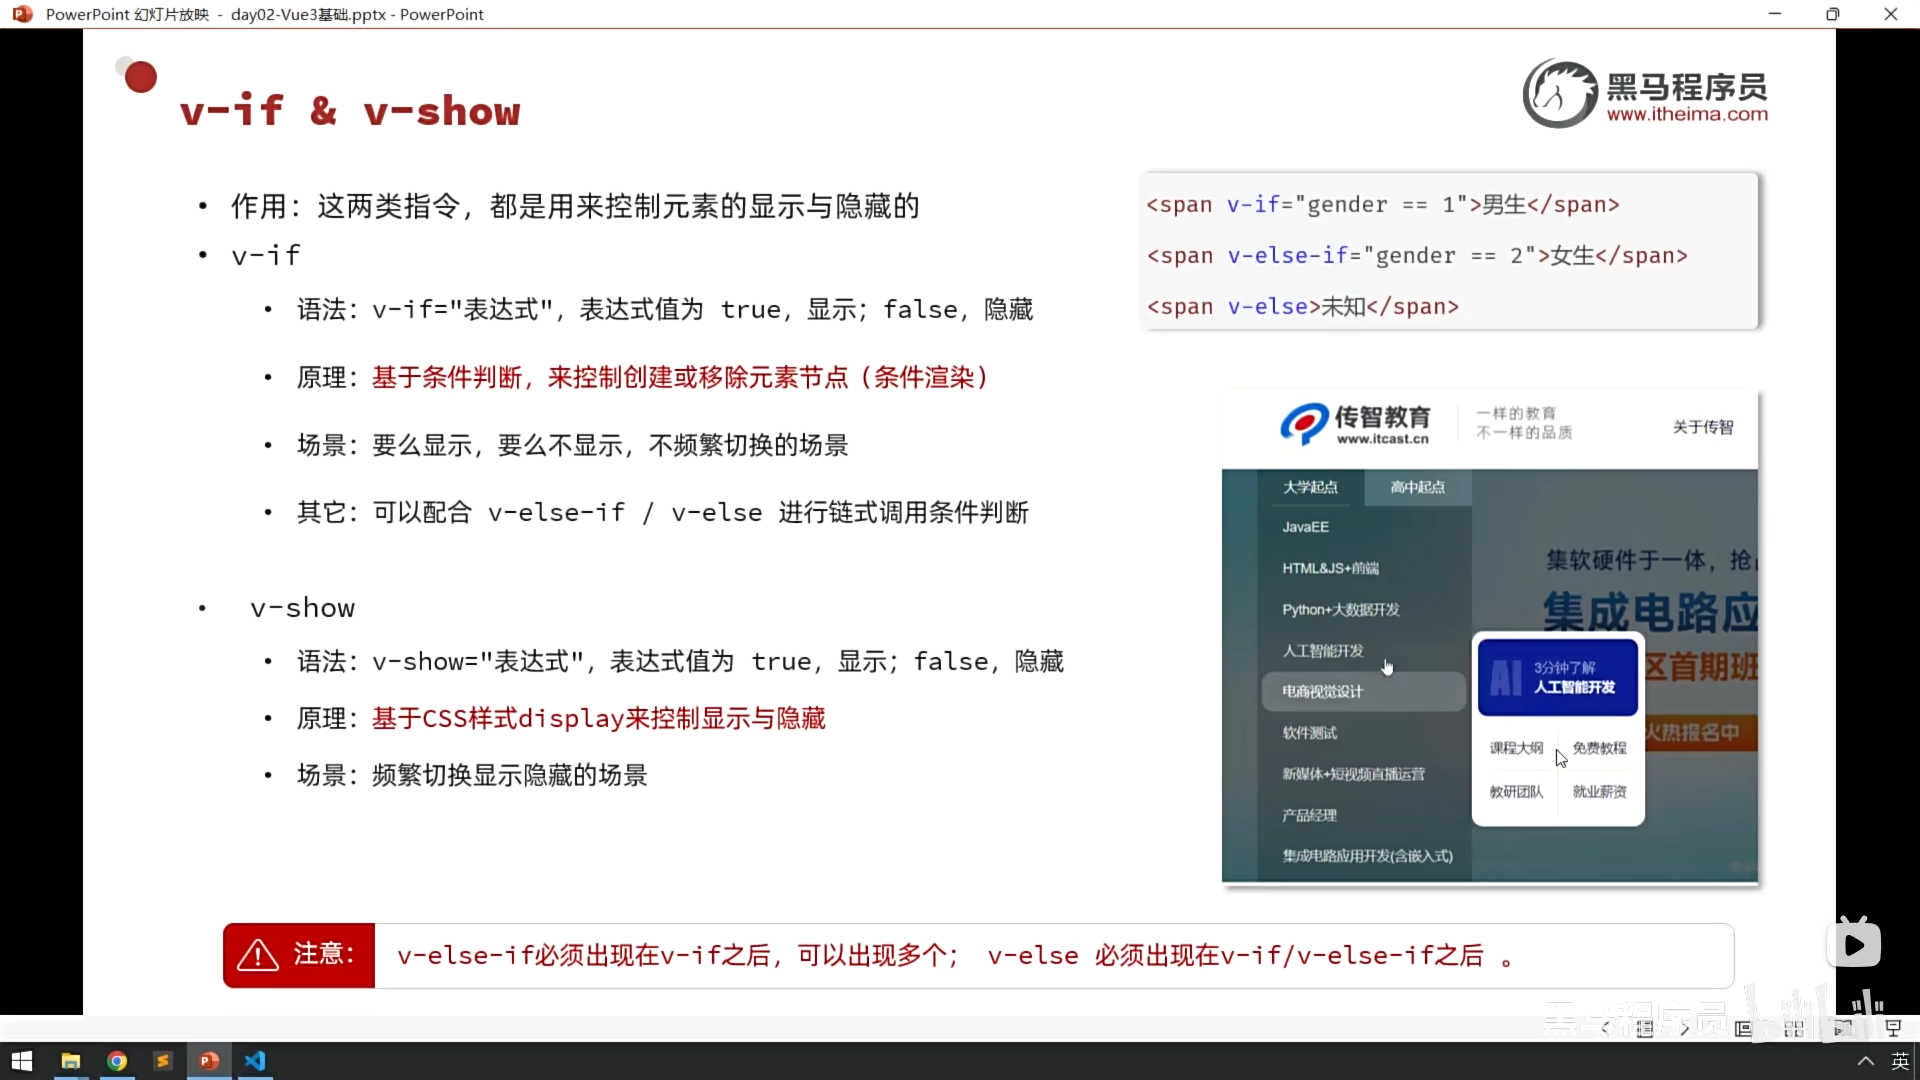 PowerPoint 幻灯片放映 - day02-Vue3基础.pptx - PowerPoint
v-if & v-show
黑马程序员
www.itheima.com
• 作用：这两类指令，都是用来控制元素的显示与隐藏的
• v-if
• 语法：v-if="表达式"，表达式值为 true，显示；false，隐藏
• 原理：基于条件判断，来控制创建或移除元素节点（条件渲染）
• 场景：要么显示，要么不显示，不频繁切换的场景
• 其它：可以配合 v-else-if / v-else 进行链式调用条件判断
• v-show
• 语法：v-show="表达式"，表达式值为 true，显示；false，隐藏
• 原理：基于CSS样式display来控制显示与隐藏
• 场景：频繁切换显示隐藏的场景
<span v-if="gender == 1">男生</span>
<span v-else-if="gender == 2">女生</span>
<span v-else>未知</span>
传智教育
www.itcast.cn
一样的教育
不一样的品质
关于传智
大学起点 高中起点
JavaEE
HTML&JS+前端
Python+大数据开发
人工智能开发
电商视觉设计
软件测试
新媒体+短视频直播运营
产品经理
集成电路应用开发(含嵌入式)
集软硬件于一体，抢
集成电路应
区首期班
火热报名中
AI
3分钟了解
人工智能开发
课程大纲 免费教程
教研团队 就业薪资
注意：
v-else-if必须出现在v-if之后，可以出现多个； v-else 必须出现在v-if/v-else-if之后 。
黑马程序员
bilibili
英